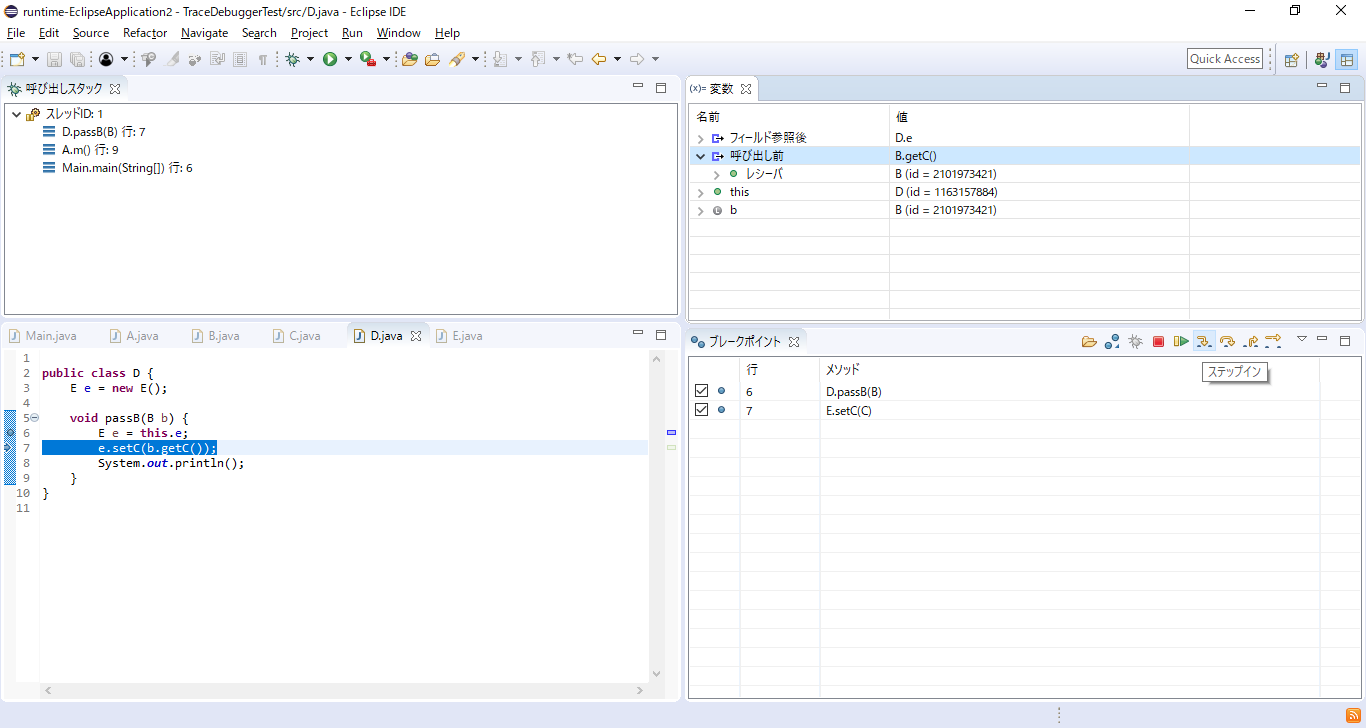 runtime-EclipseApplication2 - TraceDebuggerTest/src/D.java - Eclipse IDE
File Edit Source Refactor Navigate Search Project Run Window Help
Quick Access
呼び出しスタック
スレッドID: 1
D.passB(B) 行: 7
A.m() 行: 9
Main.main(String[]) 行: 6
(x)= 変数
名前 値
フィールド参照後 D.e
呼び出し前 B.getC()
レシーバ B (id = 2101973421)
this D (id = 1163157884)
b B (id = 2101973421)
Main.java A.java B.java C.java D.java E.java
1
2 public class D {
3 E e = new E();
4
5 void passB(B b) {
6 E e = this.e;
7 e.setC(b.getC());
8 System.out.println();
9 }
10 }
11
ブレークポイント
ステップイン
行 メソッド
6 D.passB(B)
7 E.setC(C)